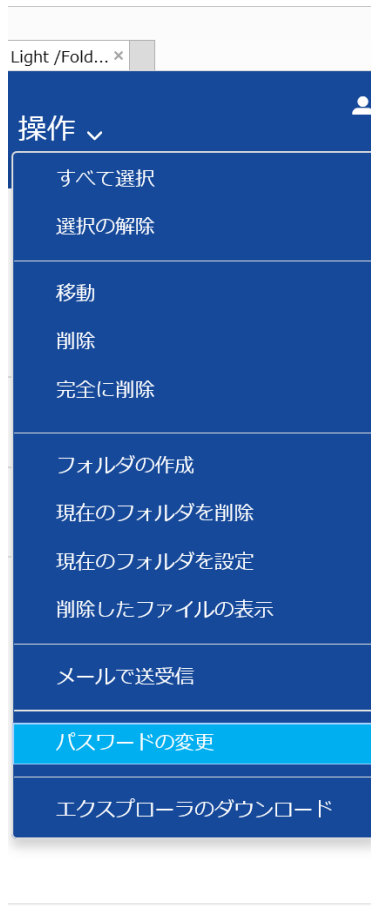 Light /Fold... ×
操作
すべて選択
選択の解除
移動
削除
完全に削除
フォルダの作成
現在のフォルダを削除
現在のフォルダを設定
削除したファイルの表示
メールで送受信
パスワードの変更
エクスプローラのダウンロード